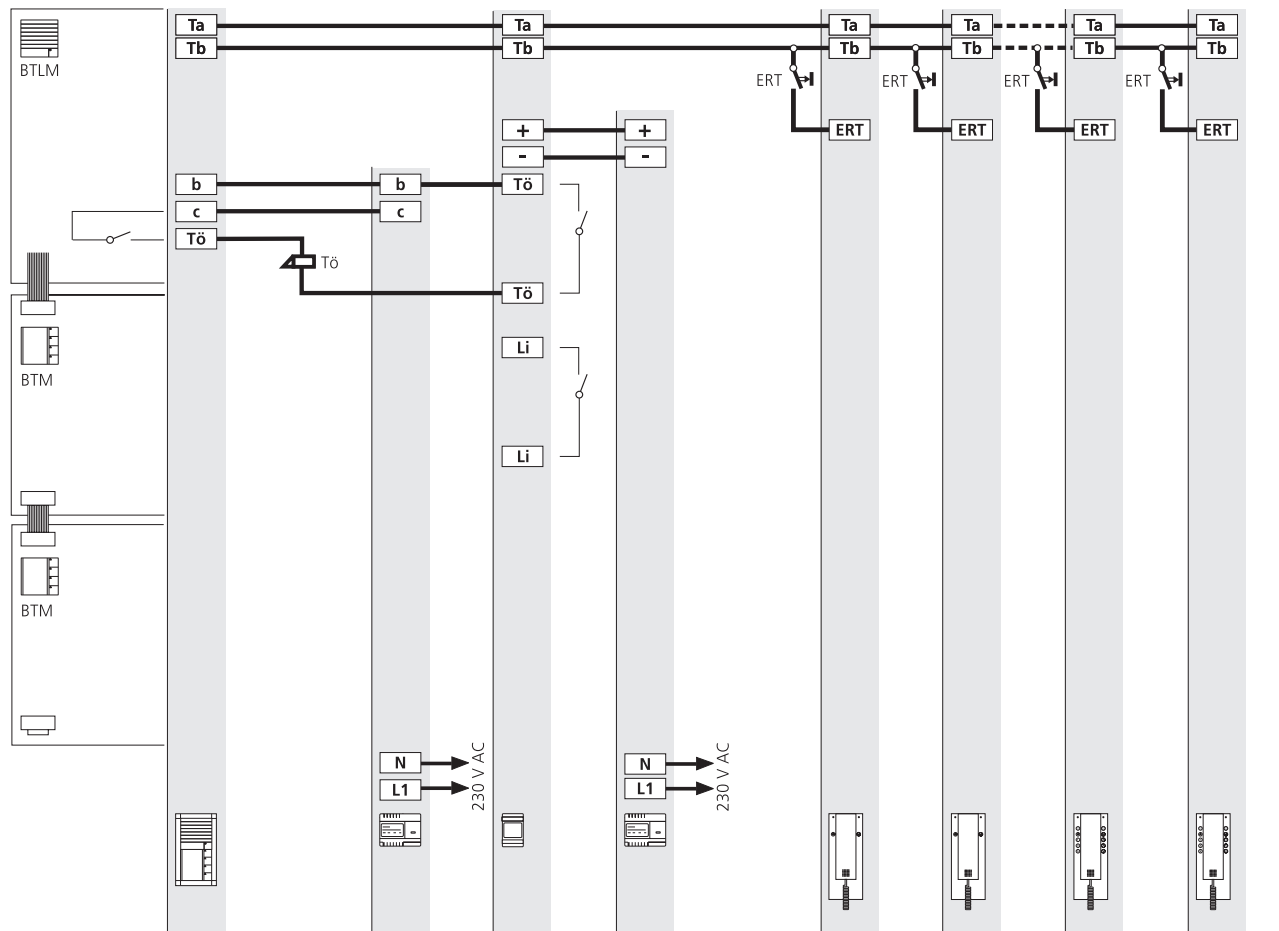 BTLM
Ta Ta Ta Ta Ta Ta
Tb Tb Tb Tb Tb Tb
ERT ERT ERT ERT
ERT ERT ERT ERT
+ +
- -
b b Tö
c c
Tö
Tö
Tö
Li
BTM
Li
BTM
N N
L1 L1
230 V AC 230 V AC